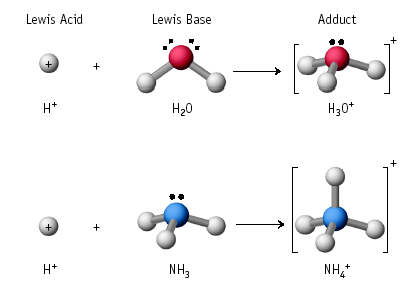 Lewis Acid Lewis Base Adduct
+ + +
H⁺ H₂O H₃O⁺
+ + +
H⁺ NH₃ NH₄⁺